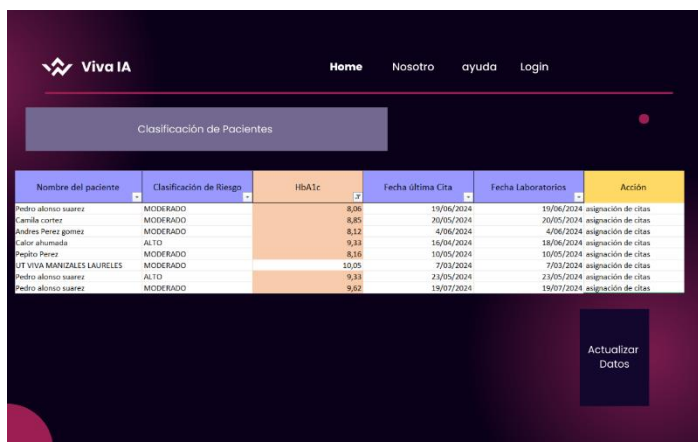 Viva IA
Home Nosotro ayuda Login
Clasificación de Pacientes
Nombre del paciente Clasificación de Riesgo HbA1c Fecha última Cita Fecha Laboratorios Acción
Pedro alonso suarez MODERADO 8,06 19/06/2024 19/06/2024 asignación de citas
Camila cortez MODERADO 8,85 20/05/2024 20/05/2024 asignación de citas
Andres Perez gomez MODERADO 8,12 4/06/2024 4/06/2024 asignación de citas
Calor ahumada ALTO 9,33 16/04/2024 18/06/2024 asignación de citas
Pepito Perez MODERADO 8,16 10/05/2024 10/05/2024 asignación de citas
UT VIVA MANIZALES LAURELES MODERADO 10,05 7/03/2024 7/03/2024 asignación de citas
Pedro alonso suarez ALTO 9,33 23/05/2024 23/05/2024 asignación de citas
Pedro alonso suarez MODERADO 9,62 19/07/2024 19/07/2024 asignación de citas
Actualizar
Datos